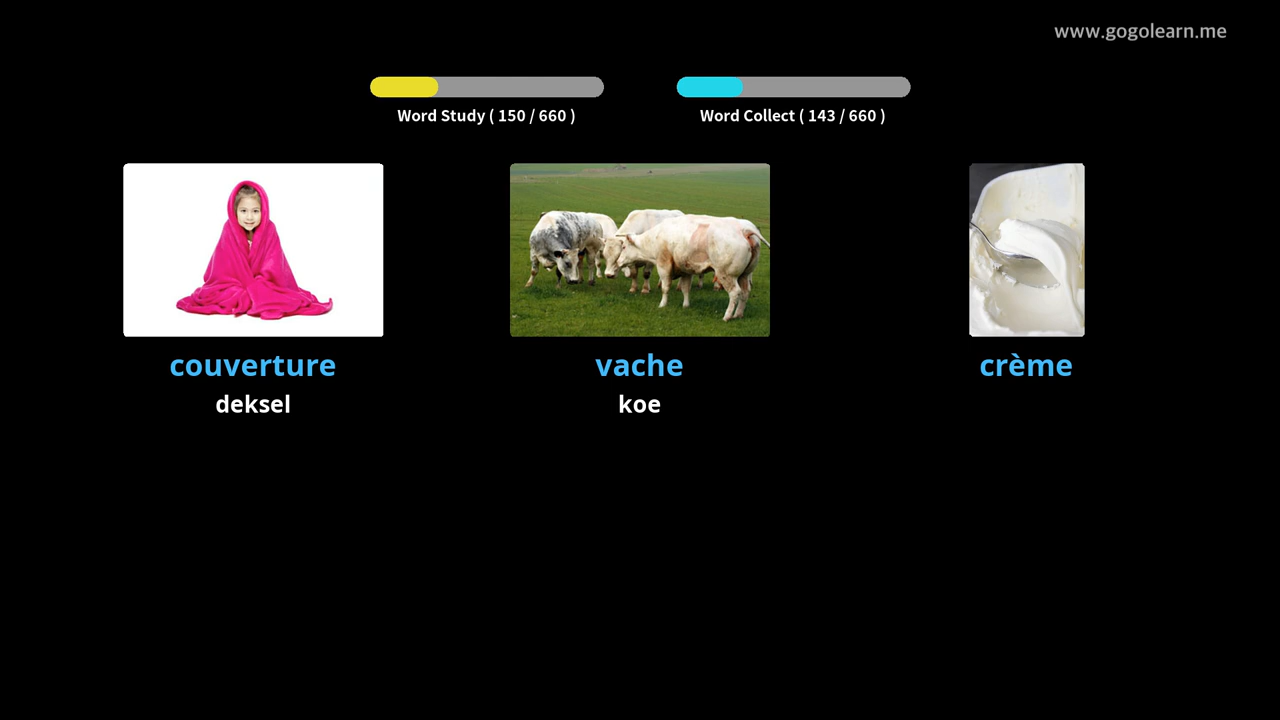 www.gogolearn.me
Word Study ( 150 / 660 )
Word Collect ( 143 / 660 )
couverture
vache
crème
deksel
koe